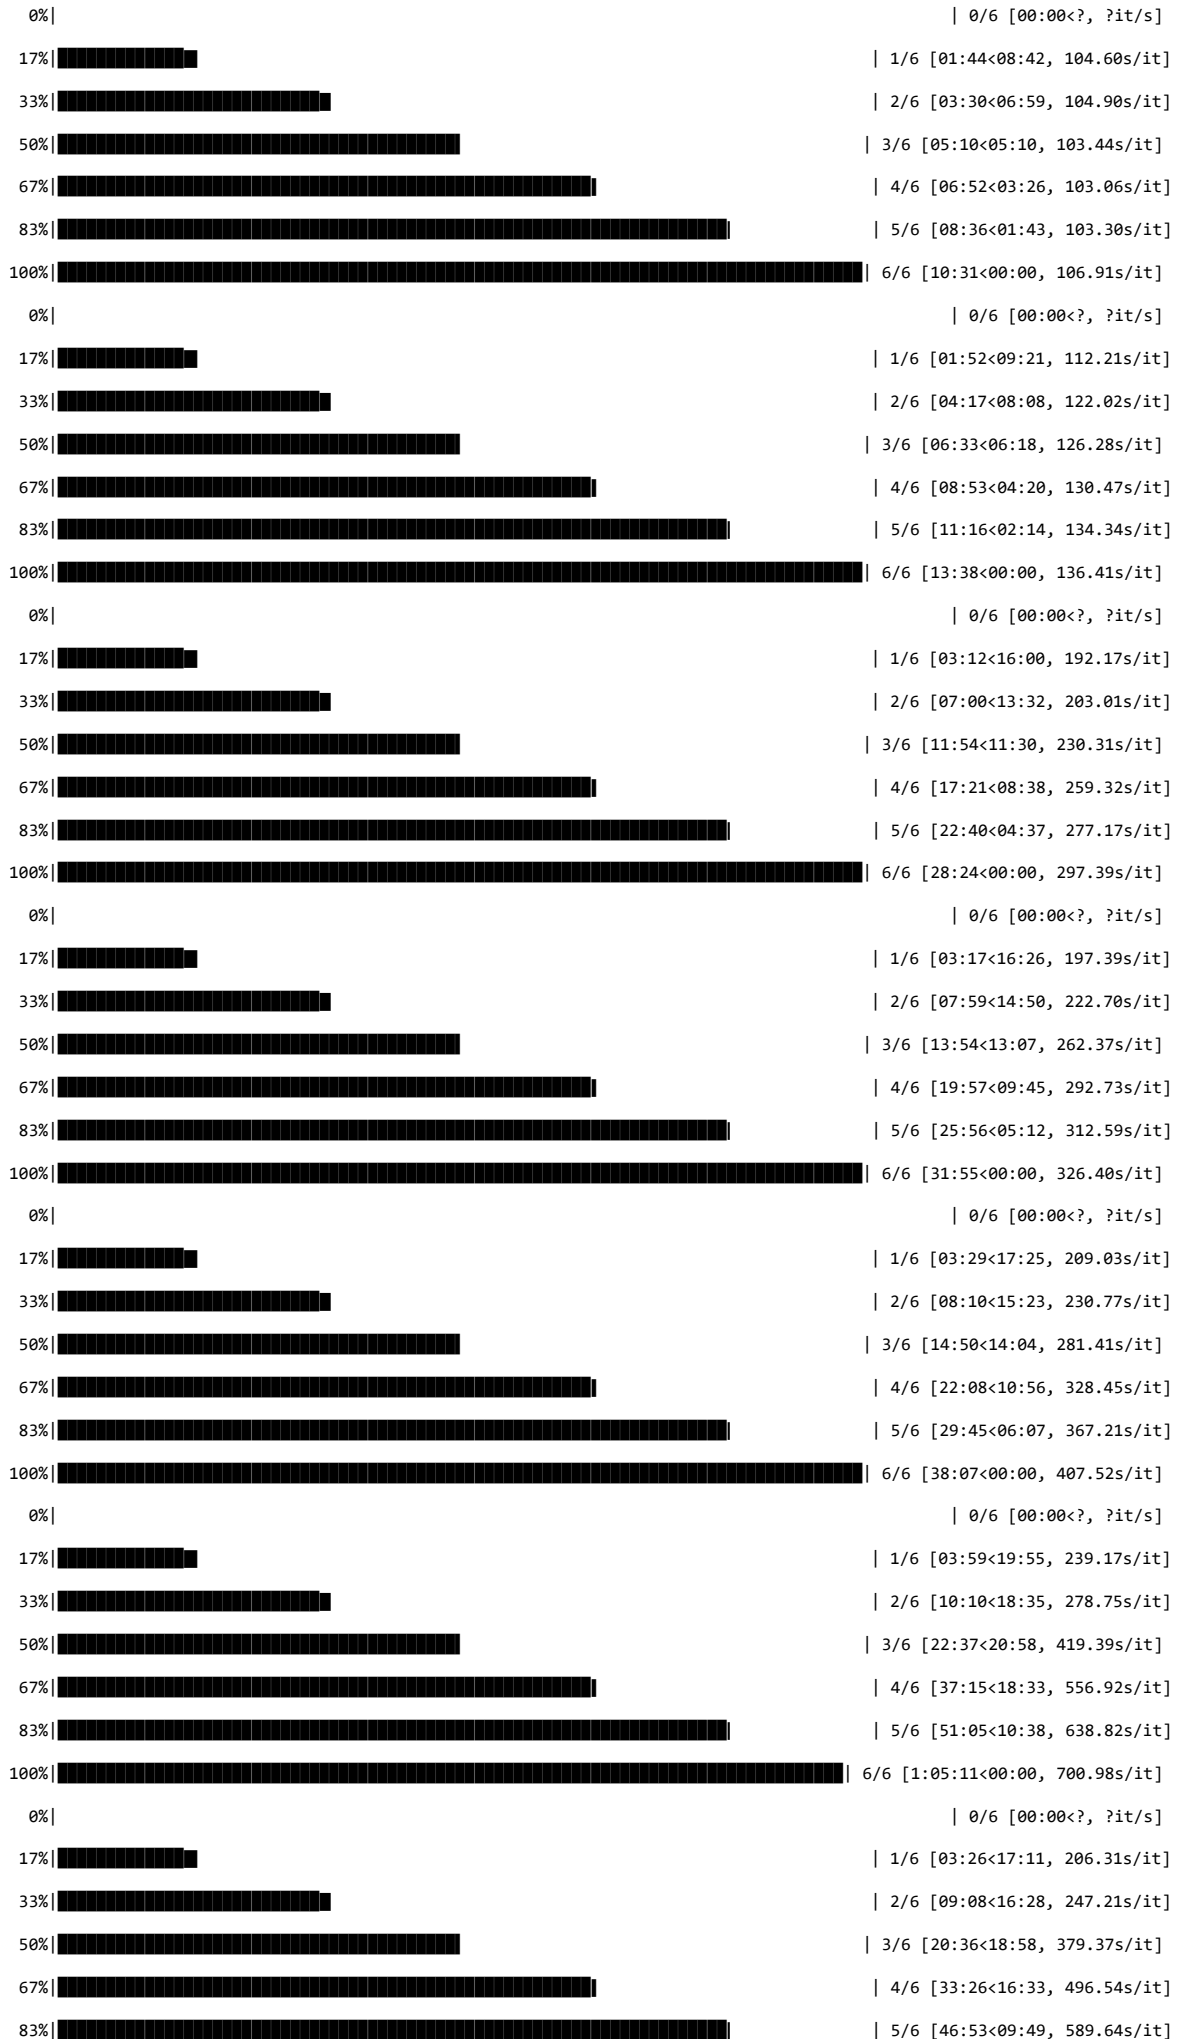 0%| | 0/6 [00:00<?, ?it/s]
17%|█████████████▌ | 1/6 [01:44<08:42, 104.60s/it]
33%|███████████████████████████ | 2/6 [03:30<06:59, 104.90s/it]
50%|█████████████████████████████████████████ | 3/6 [05:10<05:10, 103.44s/it]
67%|██████████████████████████████████████████████████████▋ | 4/6 [06:52<03:26, 103.06s/it]
83%|████████████████████████████████████████████████████████████████████▎ | 5/6 [08:36<01:43, 103.30s/it]
100%|██████████████████████████████████████████████████████████████████████████████████| 6/6 [10:31<00:00, 106.91s/it]
0%| | 0/6 [00:00<?, ?it/s]
17%|█████████████▌ | 1/6 [01:52<09:21, 112.21s/it]
33%|███████████████████████████ | 2/6 [04:17<08:08, 122.02s/it]
50%|█████████████████████████████████████████ | 3/6 [06:33<06:18, 126.28s/it]
67%|██████████████████████████████████████████████████████▋ | 4/6 [08:53<04:20, 130.47s/it]
83%|████████████████████████████████████████████████████████████████████▎ | 5/6 [11:16<02:14, 134.34s/it]
100%|██████████████████████████████████████████████████████████████████████████████████| 6/6 [13:38<00:00, 136.41s/it]
0%| | 0/6 [00:00<?, ?it/s]
17%|█████████████▌ | 1/6 [03:12<16:00, 192.17s/it]
33%|███████████████████████████ | 2/6 [07:00<13:32, 203.01s/it]
50%|█████████████████████████████████████████ | 3/6 [11:54<11:30, 230.31s/it]
67%|██████████████████████████████████████████████████████▋ | 4/6 [17:21<08:38, 259.32s/it]
83%|████████████████████████████████████████████████████████████████████▎ | 5/6 [22:40<04:37, 277.17s/it]
100%|██████████████████████████████████████████████████████████████████████████████████| 6/6 [28:24<00:00, 297.39s/it]
0%| | 0/6 [00:00<?, ?it/s]
17%|█████████████▌ | 1/6 [03:17<16:26, 197.39s/it]
33%|███████████████████████████ | 2/6 [07:59<14:50, 222.70s/it]
50%|█████████████████████████████████████████ | 3/6 [13:54<13:07, 262.37s/it]
67%|██████████████████████████████████████████████████████▋ | 4/6 [19:57<09:45, 292.73s/it]
83%|████████████████████████████████████████████████████████████████████▎ | 5/6 [25:56<05:12, 312.59s/it]
100%|██████████████████████████████████████████████████████████████████████████████████| 6/6 [31:55<00:00, 326.40s/it]
0%| | 0/6 [00:00<?, ?it/s]
17%|█████████████▌ | 1/6 [03:29<17:25, 209.03s/it]
33%|███████████████████████████ | 2/6 [08:10<15:23, 230.77s/it]
50%|█████████████████████████████████████████ | 3/6 [14:50<14:04, 281.41s/it]
67%|██████████████████████████████████████████████████████▋ | 4/6 [22:08<10:56, 328.45s/it]
83%|████████████████████████████████████████████████████████████████████▎ | 5/6 [29:45<06:07, 367.21s/it]
100%|██████████████████████████████████████████████████████████████████████████████████| 6/6 [38:07<00:00, 407.52s/it]
0%| | 0/6 [00:00<?, ?it/s]
17%|█████████████▌ | 1/6 [03:59<19:55, 239.17s/it]
33%|███████████████████████████ | 2/6 [10:10<18:35, 278.75s/it]
50%|█████████████████████████████████████████ | 3/6 [22:37<20:58, 419.39s/it]
67%|██████████████████████████████████████████████████████▋ | 4/6 [37:15<18:33, 556.92s/it]
83%|████████████████████████████████████████████████████████████████████▎ | 5/6 [51:05<10:38, 638.82s/it]
100%|████████████████████████████████████████████████████████████████████████████████| 6/6 [1:05:11<00:00, 700.98s/it]
0%| | 0/6 [00:00<?, ?it/s]
17%|█████████████▌ | 1/6 [03:26<17:11, 206.31s/it]
33%|███████████████████████████ | 2/6 [09:08<16:28, 247.21s/it]
50%|█████████████████████████████████████████ | 3/6 [20:36<18:58, 379.37s/it]
67%|██████████████████████████████████████████████████████▋ | 4/6 [33:26<16:33, 496.54s/it]
83%|████████████████████████████████████████████████████████████████████▎ | 5/6 [46:53<09:49, 589.64s/it]